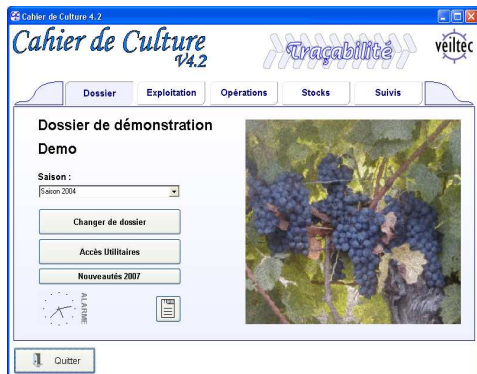 Cahier de Culture 4.2
Cahier de Culture
V4.2
Traçabilité
veiltec
Dossier
Exploitation
Opérations
Stocks
Suivis
Dossier de démonstration
Demo
Saison :
Saison 2004
Changer de dossier
Accès Utilitaires
Nouveautés 2007
ALARME
Quitter